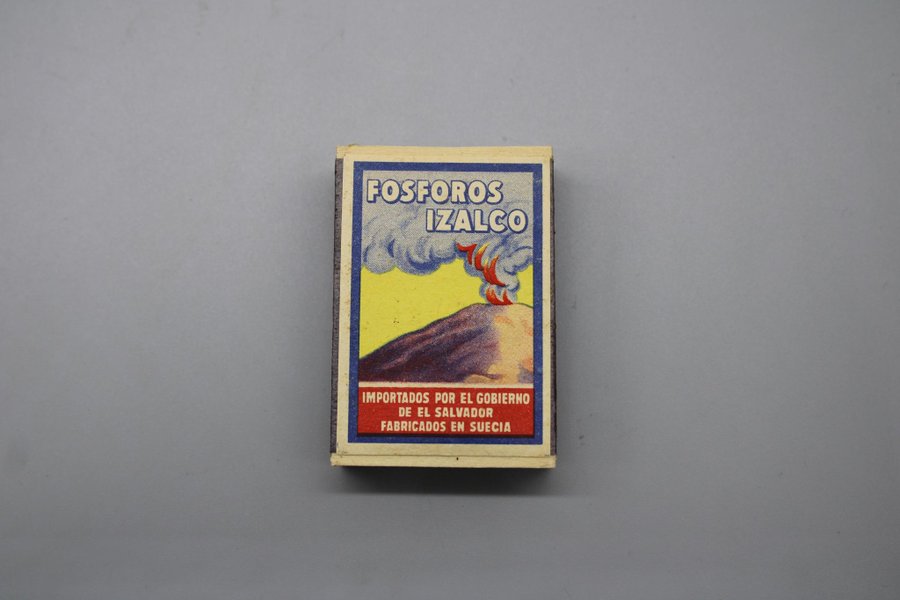 FOSFOROS
IZALCO
IMPORTADOS POR EL GOBIERNO
DE EL SALVADOR
FABRICADOS EN SUECIA